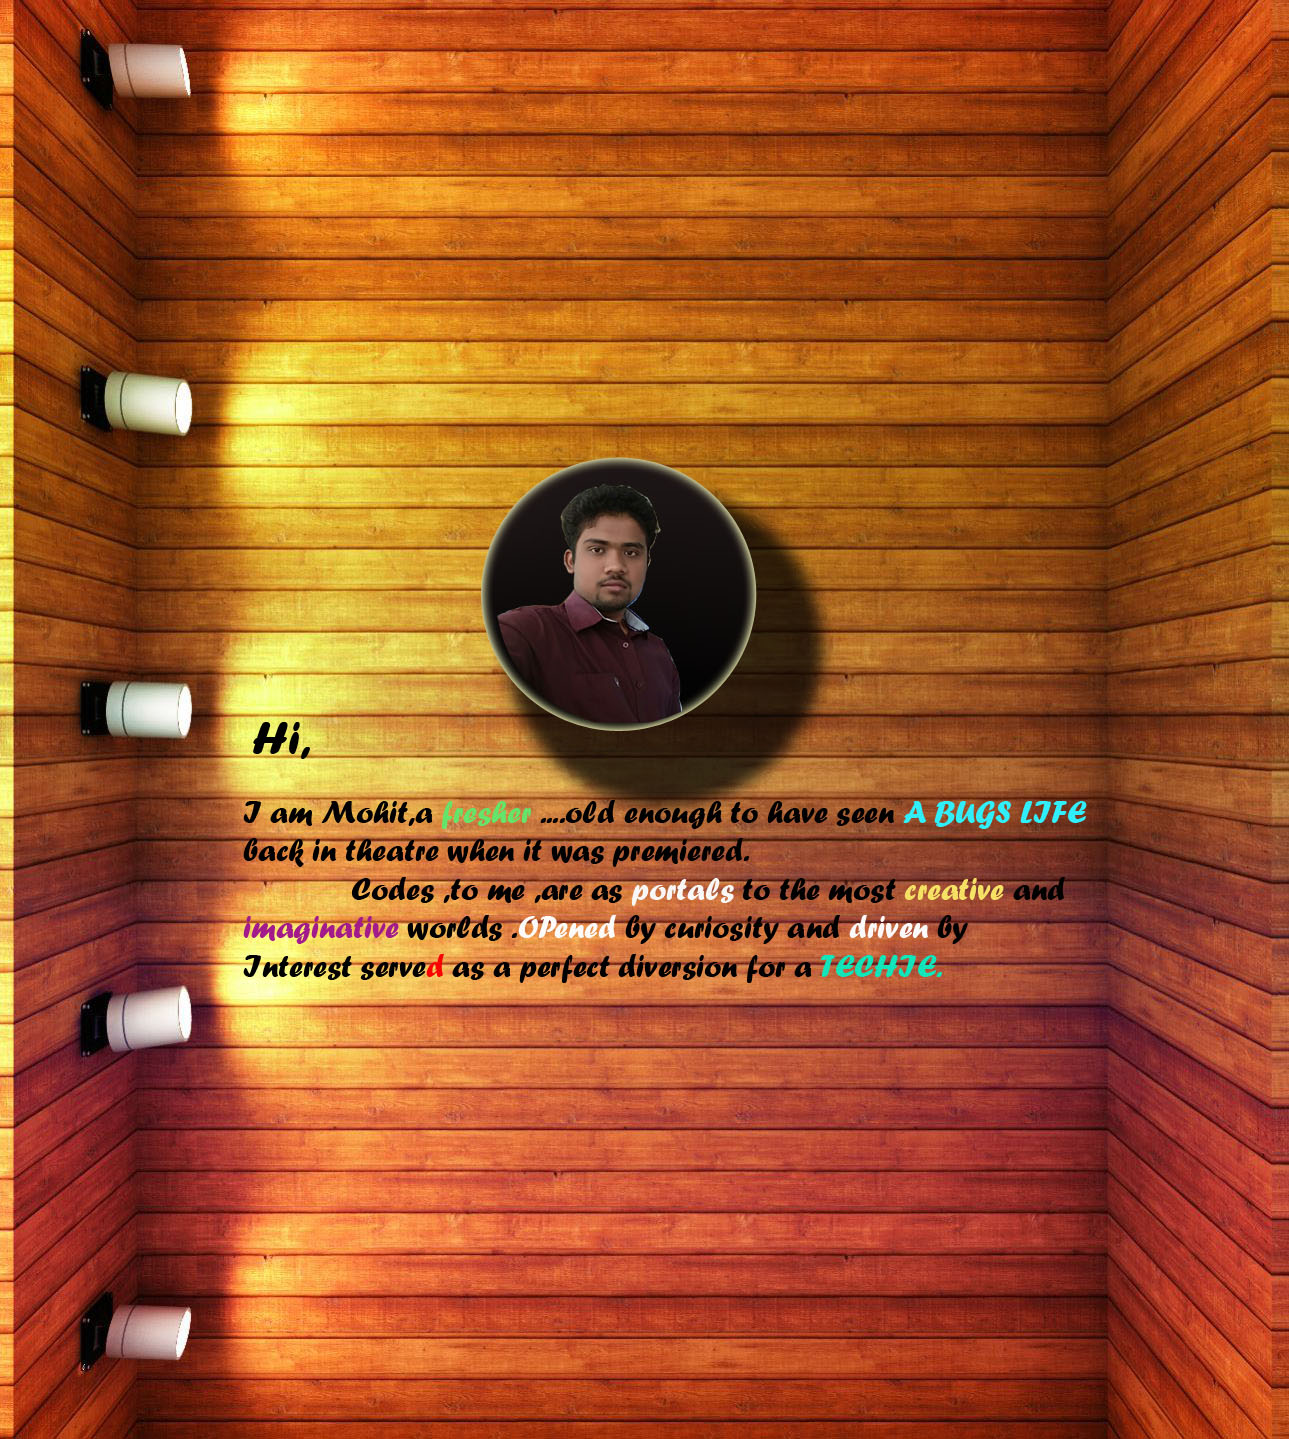 Hi,
I am Mohit,a fresher ....old enough to have seen A BUGS LIFE
back in theatre when it was premiered.
Codes ,to me ,are as portals to the most creative and
imaginative worlds .OPened by curiosity and driven by
Interest served as a perfect diversion for a TECHIE.